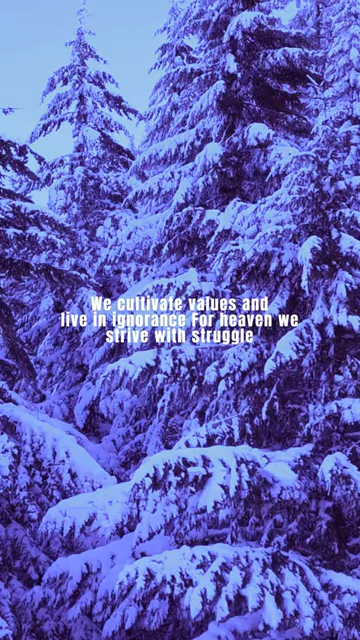 We cultivate values and
live in ignorance For heaven we
strive with struggle